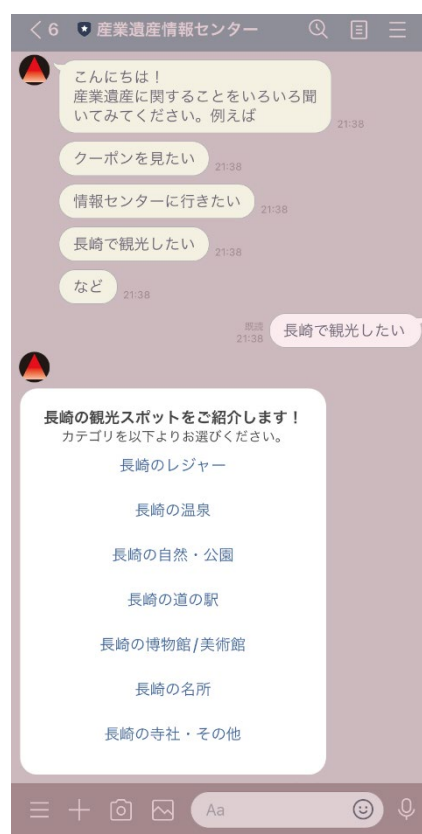 6 産業遺産情報センター
こんにちは！
産業遺産に関することをいろいろ聞
いてみてください。例えば
21:38
クーポンを見たい
21:38
情報センターに行きたい
21:38
長崎で観光したい
21:38
など
21:38
既読
21:38
長崎で観光したい
長崎の観光スポットをご紹介します！
カテゴリを以下よりお選びください。
長崎のレジャー
長崎の温泉
長崎の自然・公園
長崎の道の駅
長崎の博物館/美術館
長崎の名所
長崎の寺社・その他
Aa